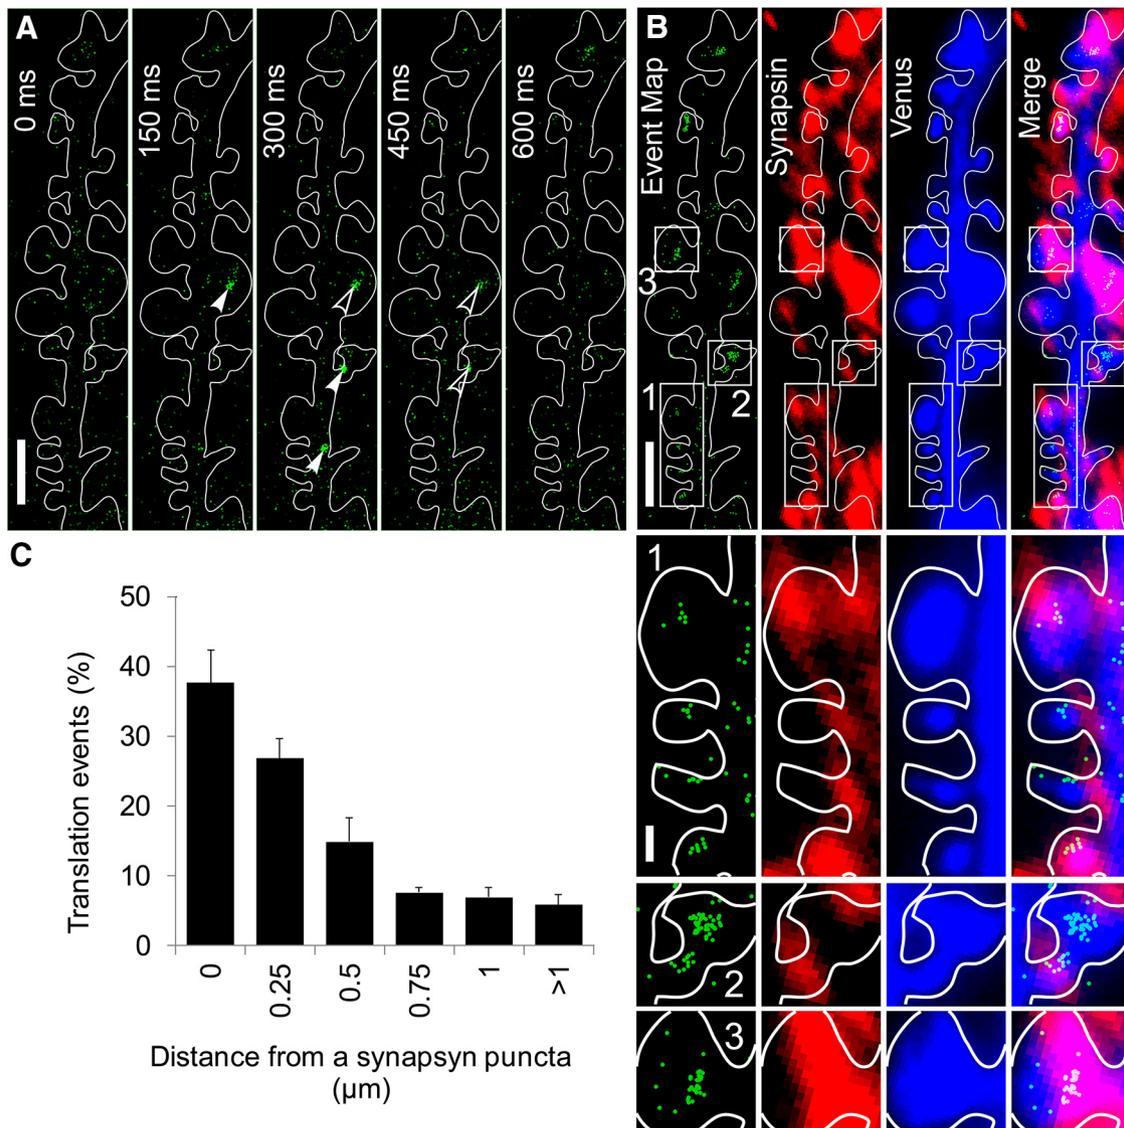 A
0 ms
150 ms
300 ms
450 ms
600 ms
B
Event Map
Synapsin
Venus
Merge
3
1
2
1
2
3
C
50
40
30
20
10
0
Translation events (%)
0
0.25
0.5
0.75
1
>1
Distance from a synapsyn puncta
(µm)